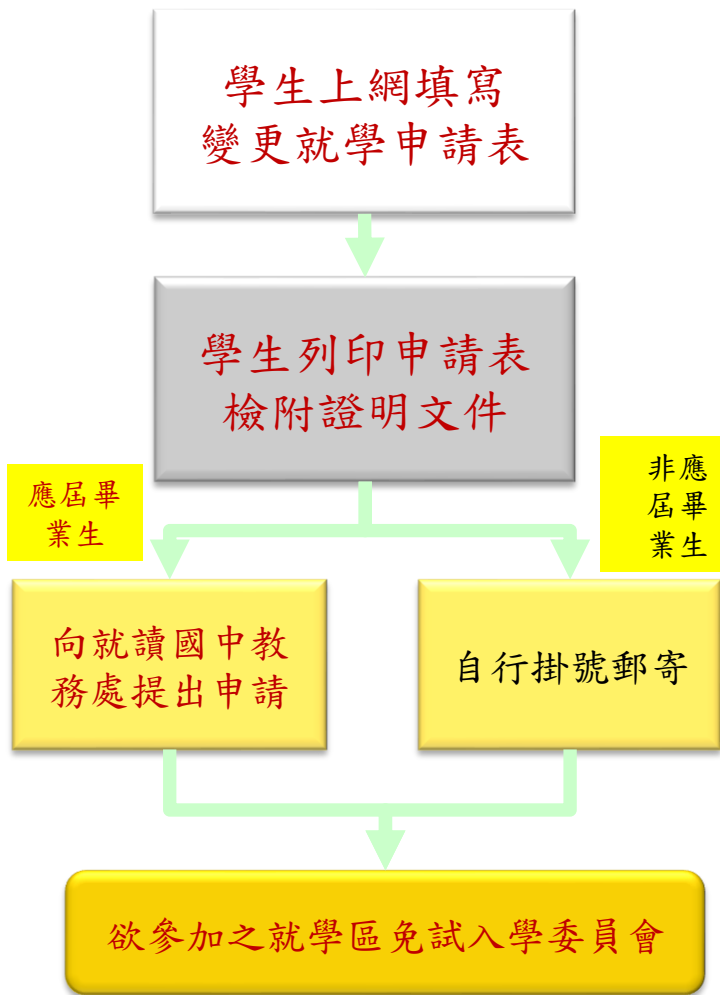 學生上網填寫
變更就學申請表
學生列印申請表
檢附證明文件
應屆畢
業生
非應
屆畢
業生
向就讀國中教
務處提出申請
自行掛號郵寄
欲參加之就學區免試入學委員會